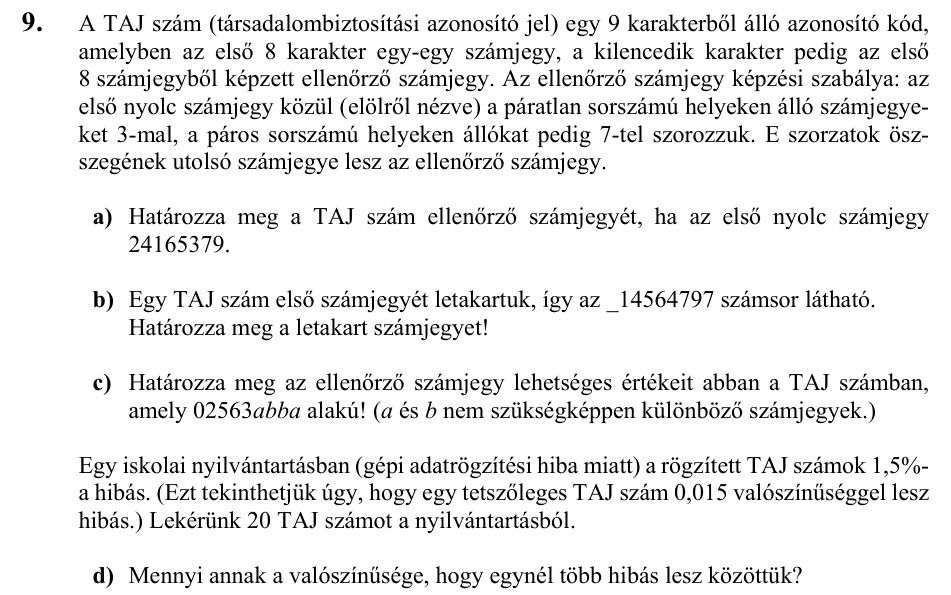 9. A TAJ szám (társadalombiztosítási azonosító jel) egy 9 karakterből álló azonosító kód,
amelyben az első 8 karakter egy-egy számjegy, a kilencedik karakter pedig az első
8 számjegyből képzett ellenőrző számjegy. Az ellenőrző számjegy képzési szabálya: az
első nyolc számjegy közül (elölről nézve) a páratlan sorszámú helyeken álló számjegye-
ket 3-mal, a páros sorszámú helyeken állókat pedig 7-tel szorozzuk. E szorzatok ösz-
szegének utolsó számjegye lesz az ellenőrző számjegy.
a) Határozza meg a TAJ szám ellenőrző számjegyét, ha az első nyolc számjegy
24165379.
b) Egy TAJ szám első számjegyét letakartuk, így az _14564797 számsor látható.
Határozza meg a letakart számjegyet!
c) Határozza meg az ellenőrző számjegy lehetséges értékeit abban a TAJ számban,
amely 02563abba alakú! (a és b nem szükségképpen különböző számjegyek.)
Egy iskolai nyilvántartásban (gépi adatrögzítési hiba miatt) a rögzített TAJ számok 1,5%-
a hibás. (Ezt tekinthetjük úgy, hogy egy tetszőleges TAJ szám 0,015 valószínűséggel lesz
hibás.) Lekérünk 20 TAJ számot a nyilvántartásból.
d) Mennyi annak a valószínűsége, hogy egynél több hibás lesz közöttük?